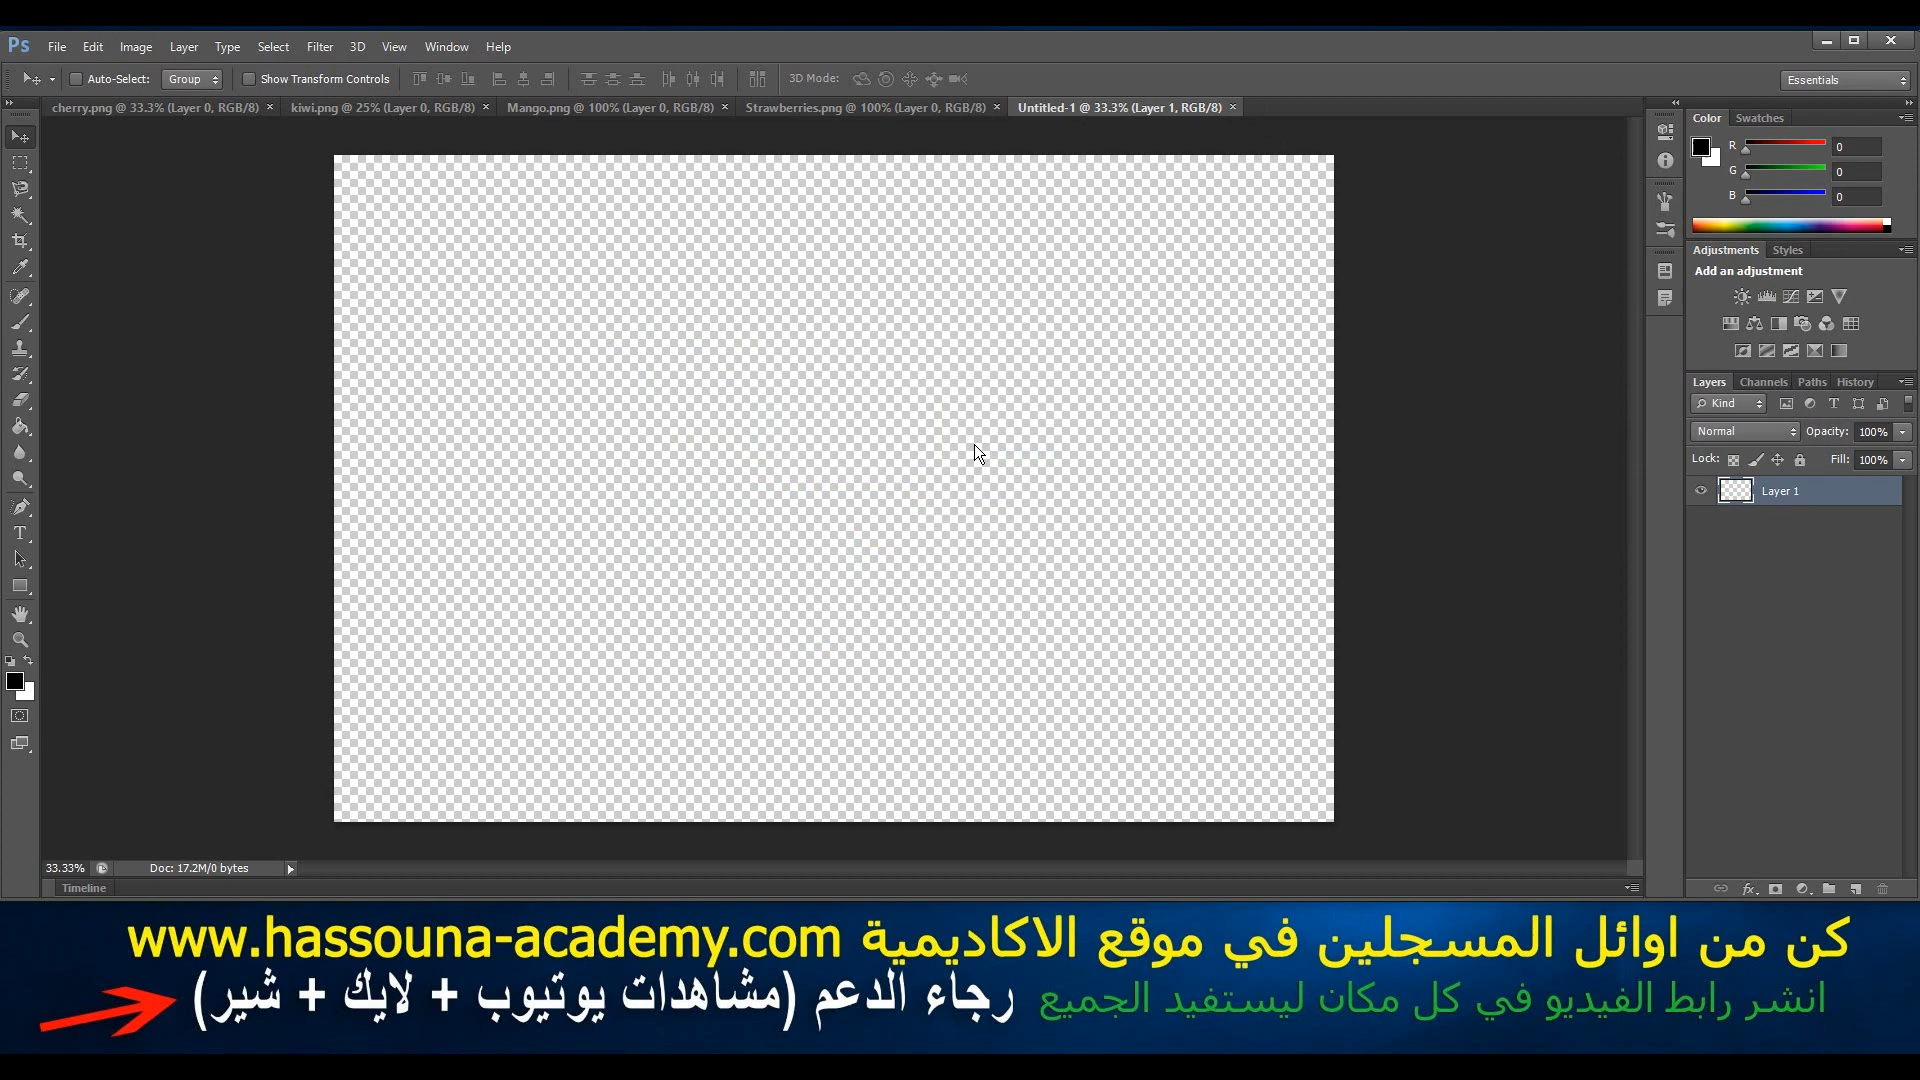 Ps File Edit Image Layer Type Select Filter 3D View Window Help
Auto-Select: Group Show Transform Controls 3D Mode: Essentials
cherry.png @ 33.3% (Layer 0, RGB/8) × kiwi.png @ 25% (Layer 0, RGB/8) × Mango.png @ 100% (Layer 0, RGB/8) × Strawberries.png @ 100% (Layer 0, RGB/8) × Untitled-1 @ 33.3% (Layer 1, RGB/8) ×
Color Swatches
R 0
G 0
B 0
Adjustments Styles
Add an adjustment
Layers Channels Paths History
Kind
Normal Opacity: 100%
Lock: Fill: 100%
Layer 1
33.33% Doc: 17.2M/0 bytes
Timeline
كن من اوائل المسجلين في موقع الاكاديمية www.hassouna-academy.com
انشر رابط الفيديو في كل مكان ليستفيد الجميع رجاء الدعم (مشاهدات يوتيوب + لايك + شير)